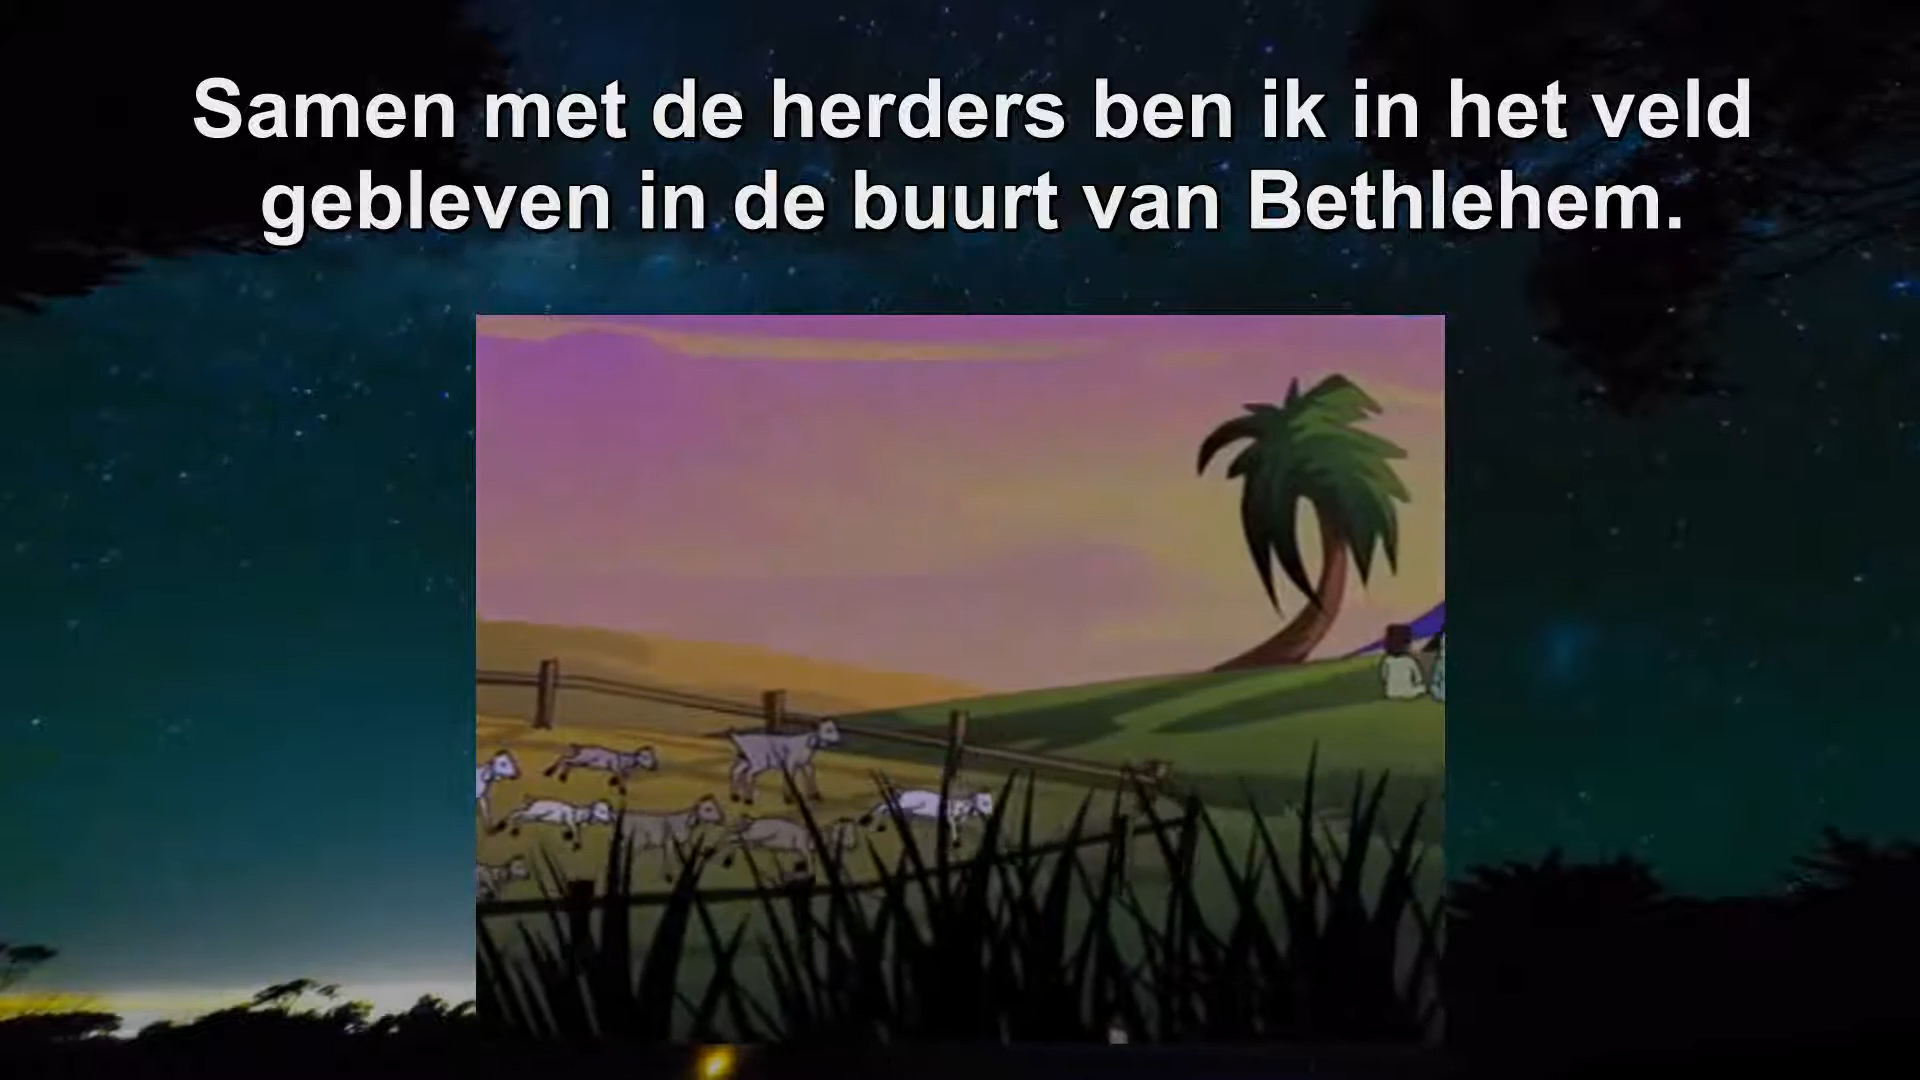 Samen met de herders ben ik in het veld
gebleven in de buurt van Bethlehem.